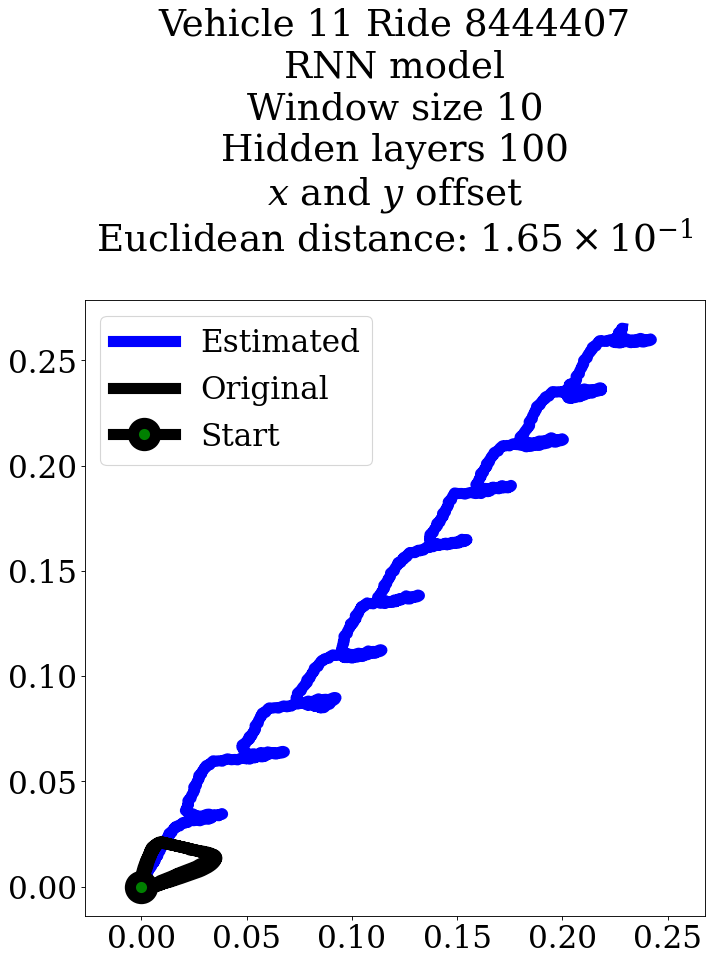 Vehicle 11 Ride 8444407
RNN model
Window size 10
Hidden layers 100
x and y offset
Euclidean distance: 1.65 × 10⁻¹
Estimated
Original
Start
0.25
0.20
0.15
0.10
0.05
0.00
0.00 0.05 0.10 0.15 0.20 0.25